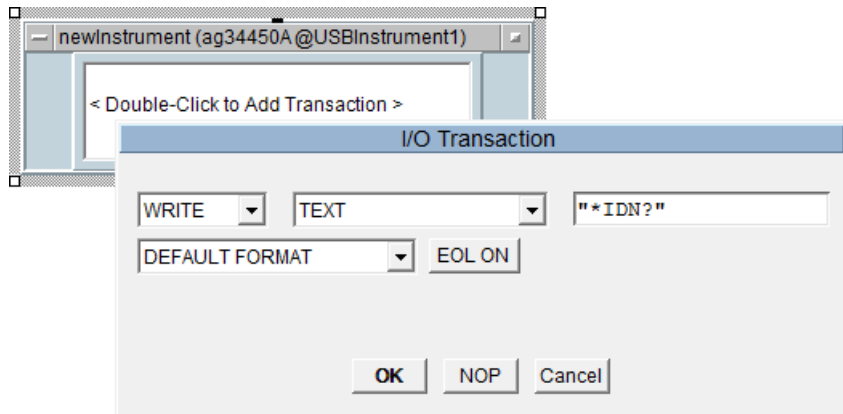 newInstrument (ag34450A@USBInstrument1)
< Double-Click to Add Transaction >
I/O Transaction
WRITE TEXT "*IDN?"
DEFAULT FORMAT EOL ON
OK NOP Cancel